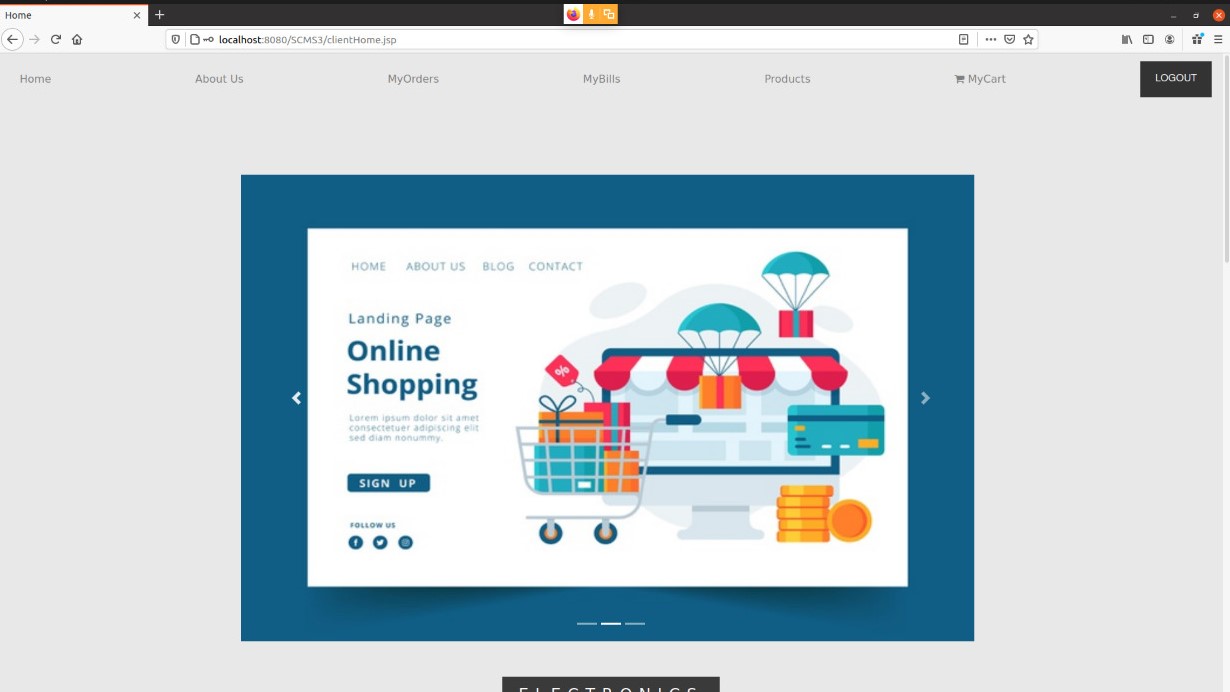 Home
localhost:8080/SCMS3/clientHome.jsp
Home About Us MyOrders MyBills Products MyCart LOGOUT
HOME ABOUT US BLOG CONTACT
Landing Page
Online
Shopping
%
Lorem ipsum dolor sit amet
consectetuer adipiscing elit
sed diam nonummy.
SIGN UP
FOLLOW US
ELECTRONICS